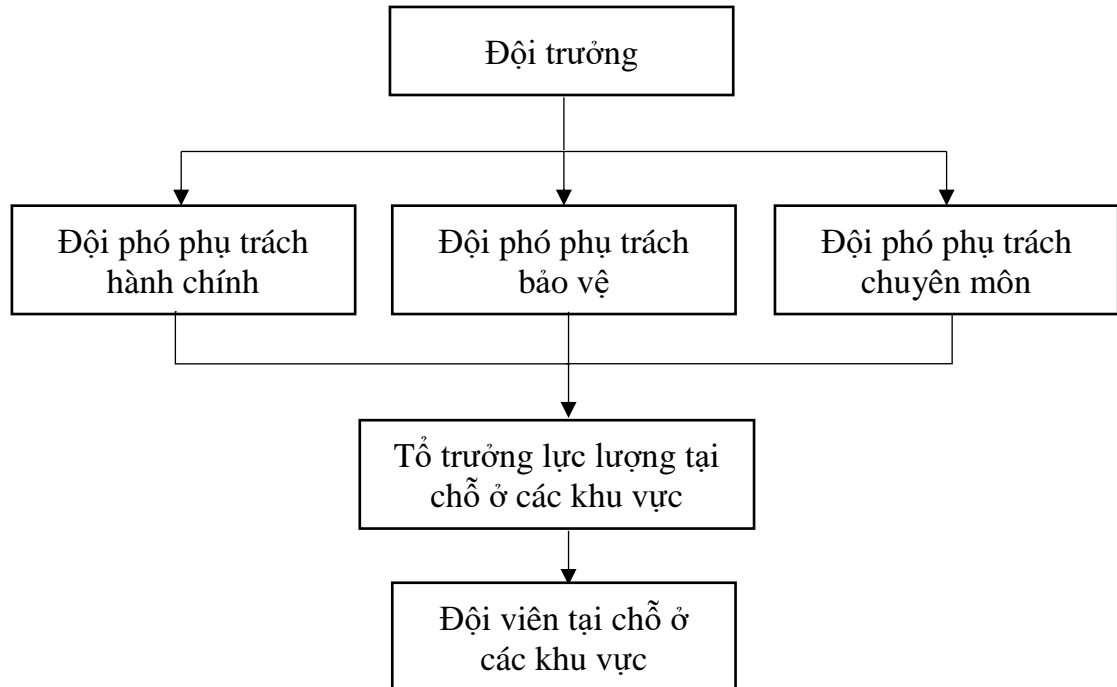 Đội trưởng
Đội phó phụ trách
hành chính
Đội phó phụ trách
bảo vệ
Đội phó phụ trách
chuyên môn
Tổ trưởng lực lượng tại
chỗ ở các khu vực
Đội viên tại chỗ ở
các khu vực